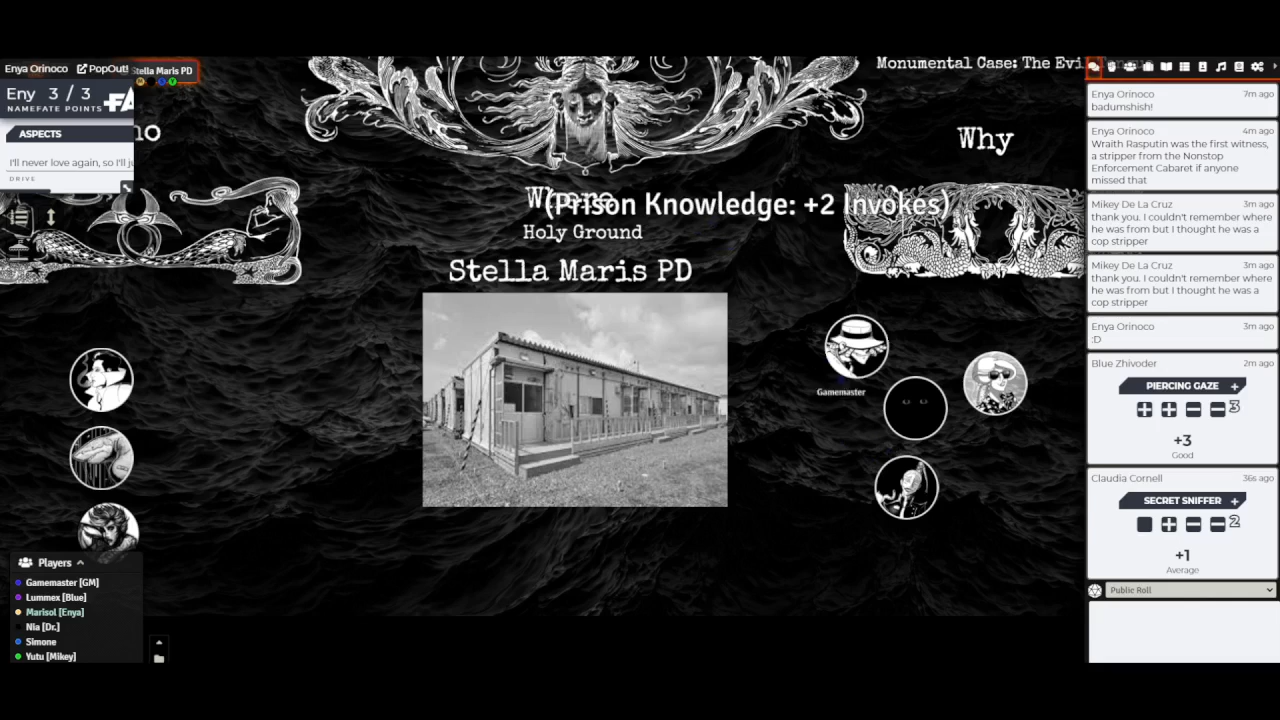 Enya Orinoco PopOut!
Stella Maris PD
Eny 3 / 3
NAME FATE POINTS
ASPECTS
I'll never love again, so I'll ju
DRIVE
no
Monumental Case: The Evi
Why
Where
(Prison Knowledge: +2 Invokes)
Holy Ground
Stella Maris PD
Gamemaster
Players
Gamemaster [GM]
Lummex [Blue]
Marisol [Enya]
Nia [Dr.]
Simone
Yutu [Mikey]
Enya Orinoco 7m ago
badumshish!
Enya Orinoco 4m ago
Wraith Rasputin was the first witness,
a stripper from the Nonstop
Enforcement Cabaret if anyone
missed that
Mikey De La Cruz 3m ago
thank you. I couldn't remember where
he was from but I thought he was a
cop stripper
Mikey De La Cruz 3m ago
thank you. I couldn't remember where
he was from but I thought he was a
cop stripper
Enya Orinoco 3m ago
:D
Blue Zhivoder 2m ago
PIERCING GAZE +
3
+3
Good
Claudia Cornell 36s ago
SECRET SNIFFER +
2
+1
Average
Public Roll